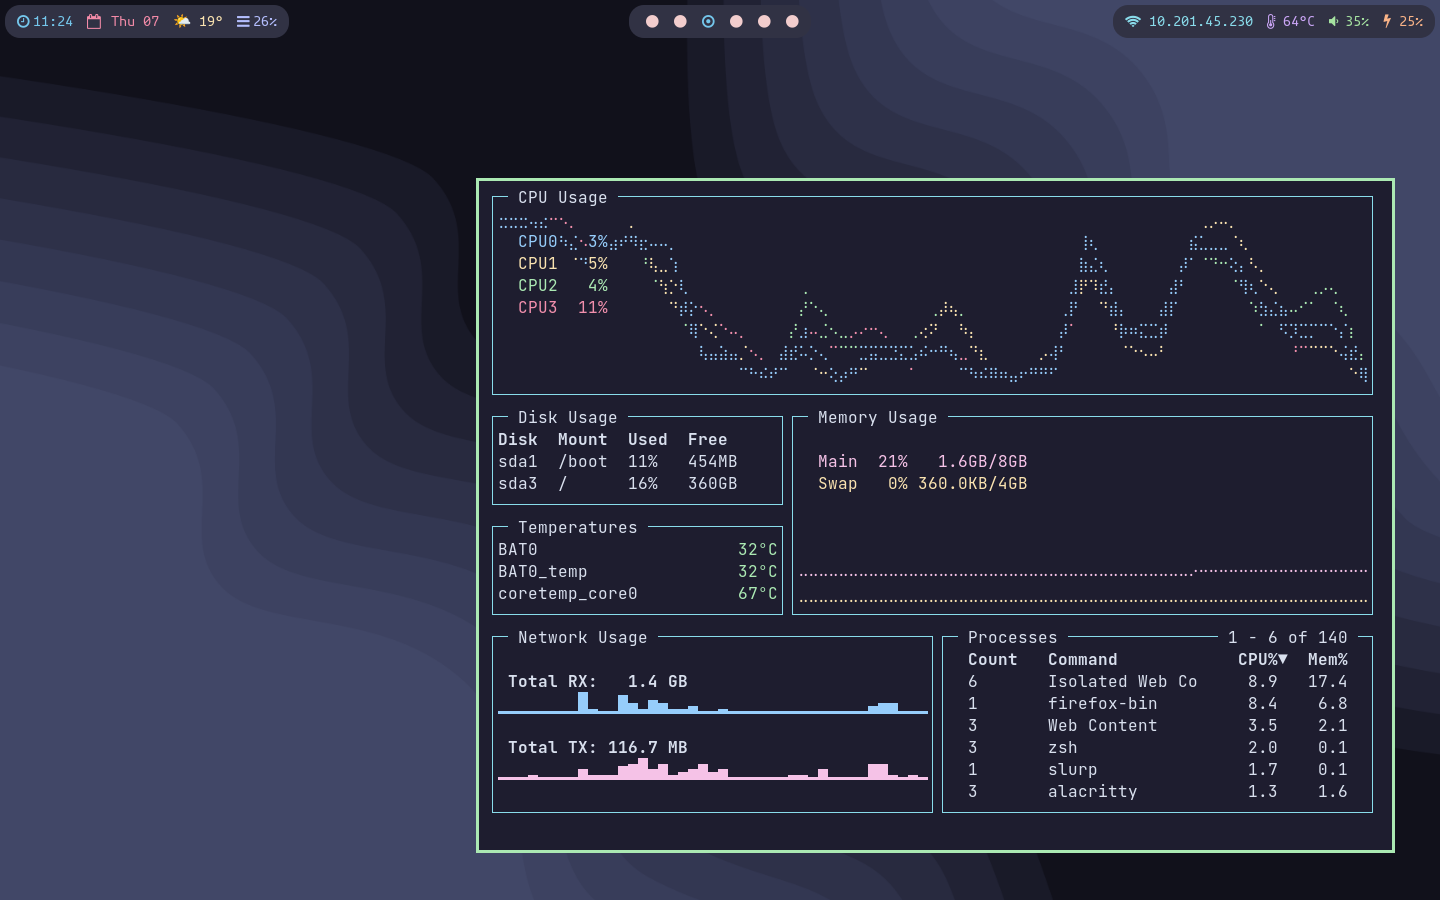 11:24 Thu 07 19° 26% 10.201.45.230 64°C 35% 25%
CPU Usage
CPU0 3%
CPU1 5%
CPU2 4%
CPU3 11%
Disk Usage
Disk Mount Used Free
sda1 /boot 11% 454MB
sda3 / 16% 360GB
Memory Usage
Main 21% 1.6GB/8GB
Swap 0% 360.0KB/4GB
Temperatures
BAT0 32°C
BAT0_temp 32°C
coretemp_core0 67°C
Network Usage
Total RX: 1.4 GB
Total TX: 116.7 MB
Processes 1 - 6 of 140
Count Command CPU%▼ Mem%
6 Isolated Web Co 8.9 17.4
1 firefox-bin 8.4 6.8
3 Web Content 3.5 2.1
3 zsh 2.0 0.1
1 slurp 1.7 0.1
3 alacritty 1.3 1.6